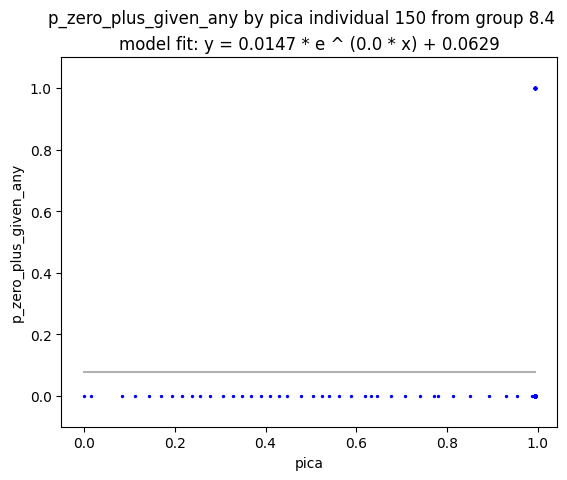 p_zero_plus_given_any by pica individual 150 from group 8.4
model fit: y = 0.0147 * e ^ (0.0 * x) + 0.0629
1.0
0.8
0.6
0.4
0.2
0.0
p_zero_plus_given_any
0.0 0.2 0.4 0.6 0.8 1.0
pica